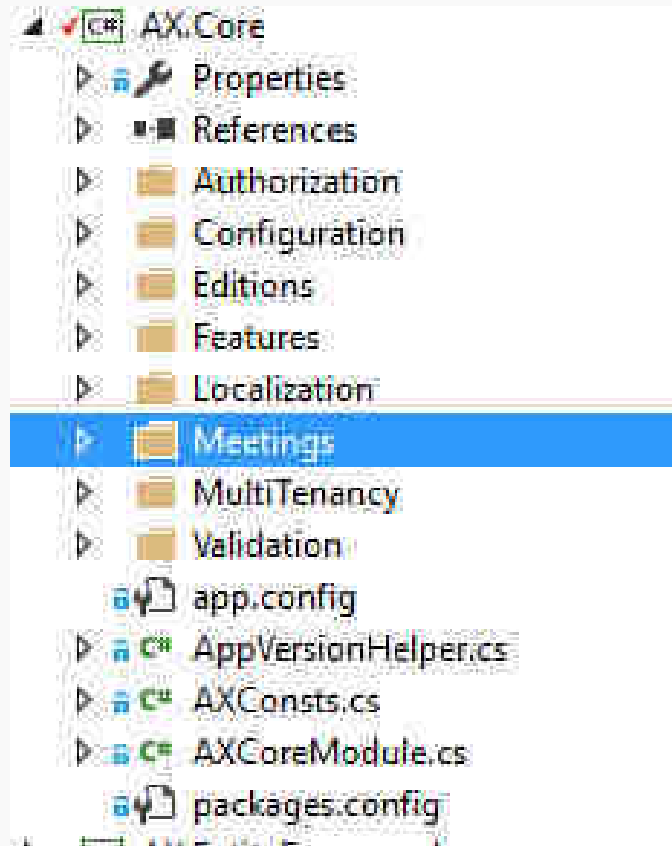 C# AX.Core
Properties
References
Authorization
Configuration
Editions
Features
Localization
Meetings
MultiTenancy
Validation
app.config
C# AppVersionHelper.cs
C# AXConsts.cs
C# AXCoreModule.cs
packages.config